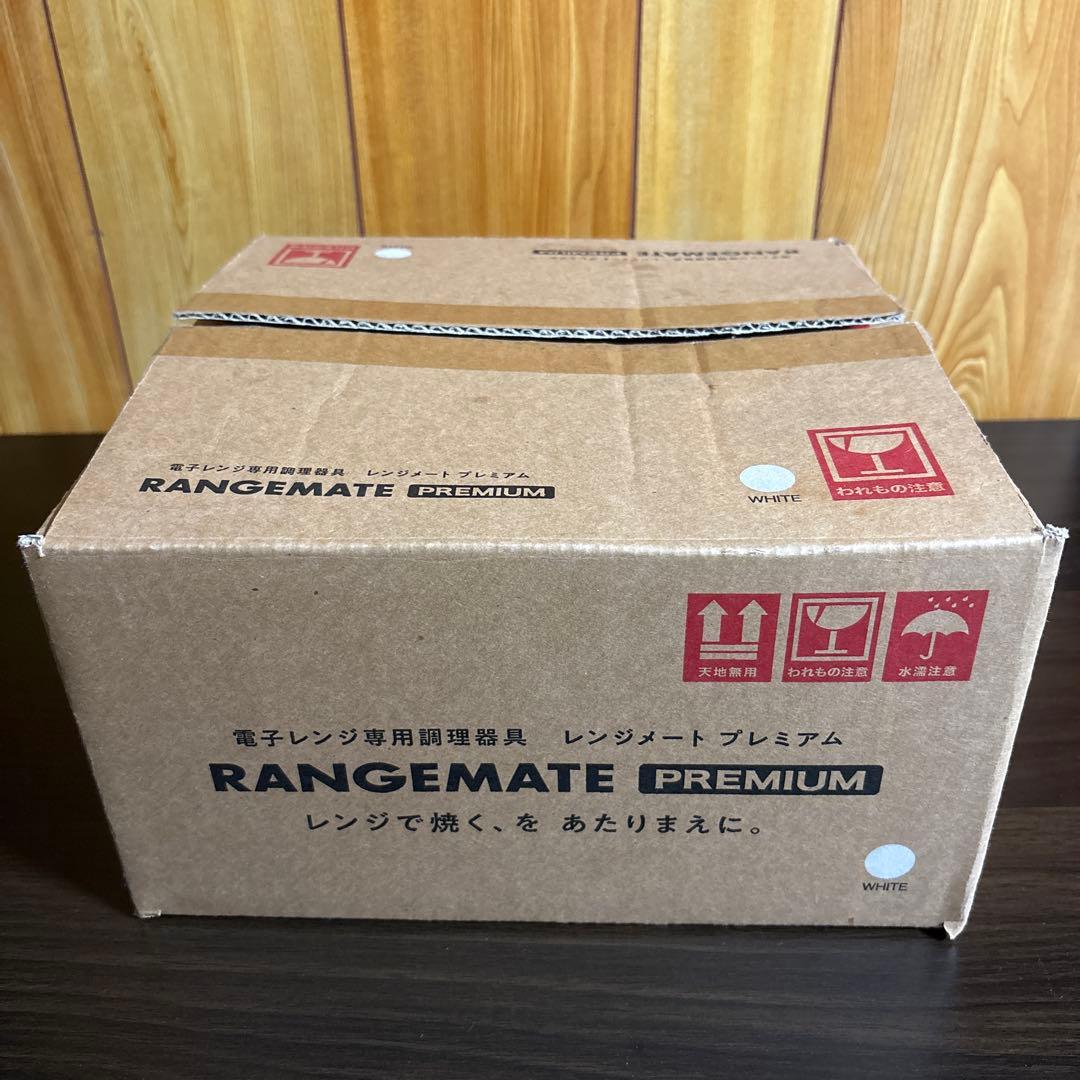 RANGEMATE PREMIUM
電子レンジ専用調理器具 レンジメート プレミアム
RANGEMATE PREMIUM
WHITE
われもの注意
天地無用
われもの注意
水濡注意
電子レンジ専用調理器具 レンジメート プレミアム
RANGEMATE PREMIUM
レンジで焼く、を あたりまえに。
WHITE